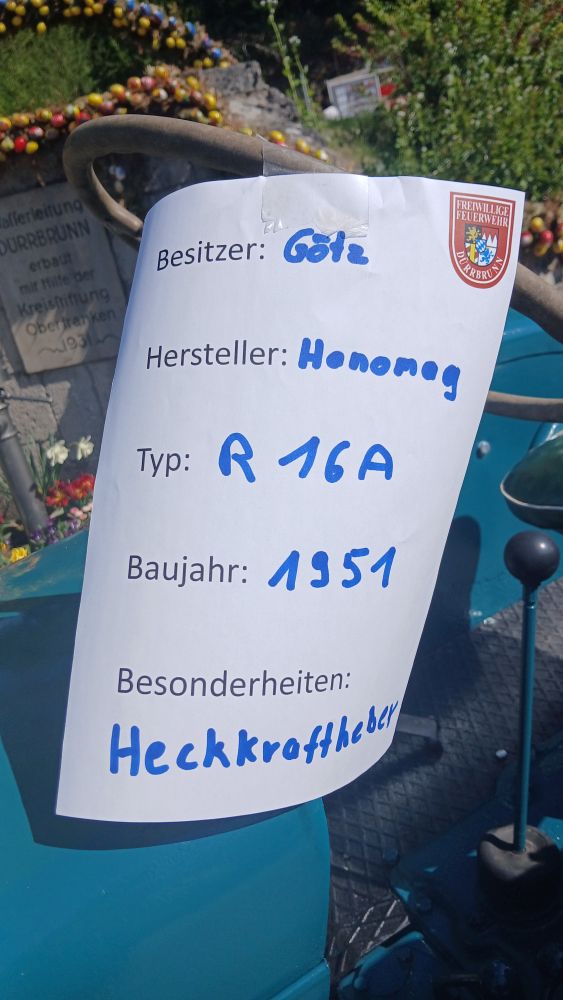 Wasserleitung
DÜRRBRUNN
erbaut
mit Hilfe der
Kreisstiftung
Oberfranken
1931
FREIWILLIGE
FEUERWEHR
DÜRRBRUNN
Besitzer: Götz
Hersteller: Hanomag
Typ: R 16A
Baujahr: 1951
Besonderheiten:
Heckkraftheber